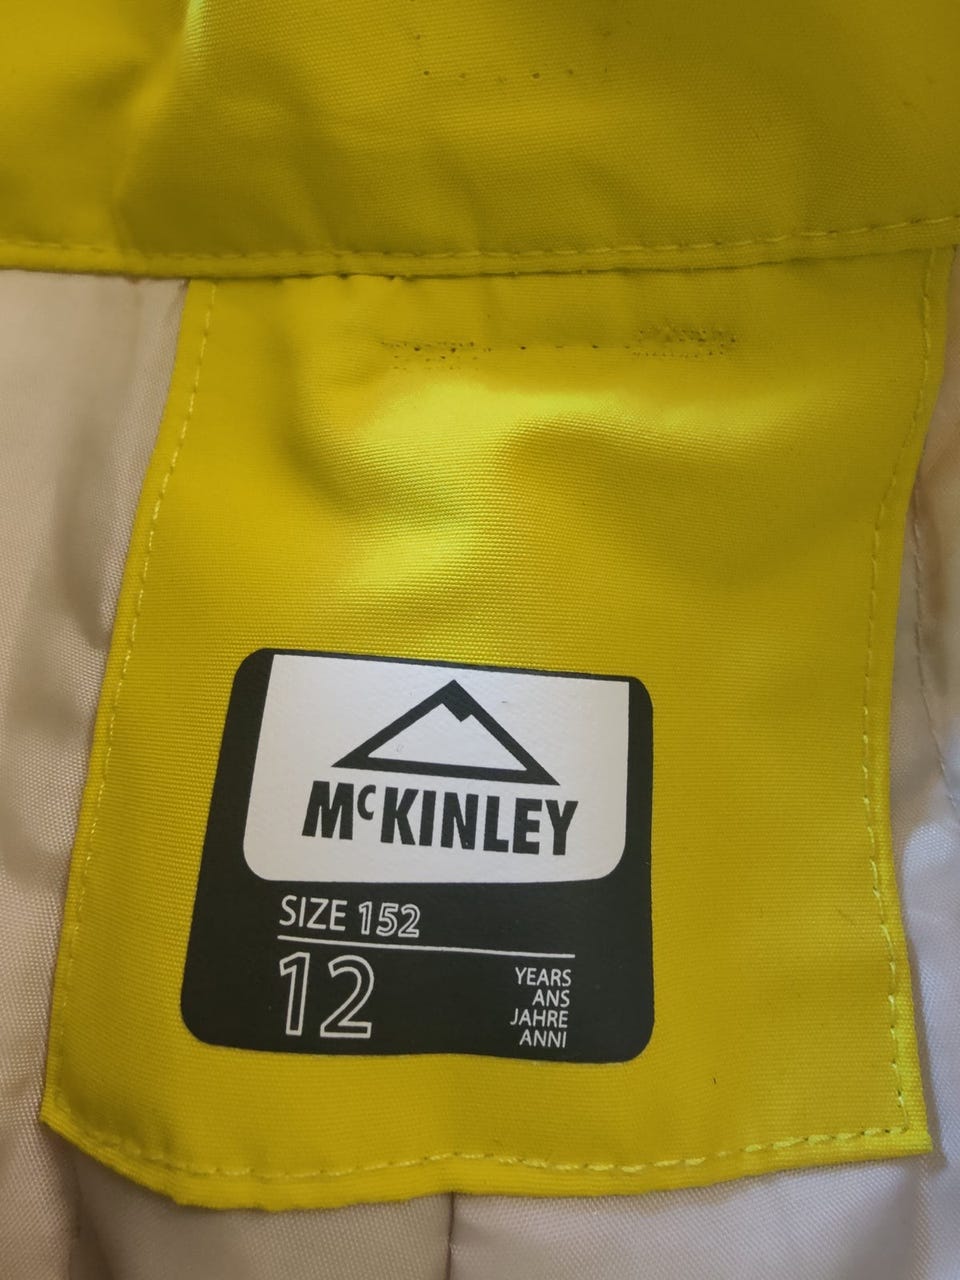 McKINLEY
SIZE 152
12
YEARS
ANS
JAHRE
ANNI